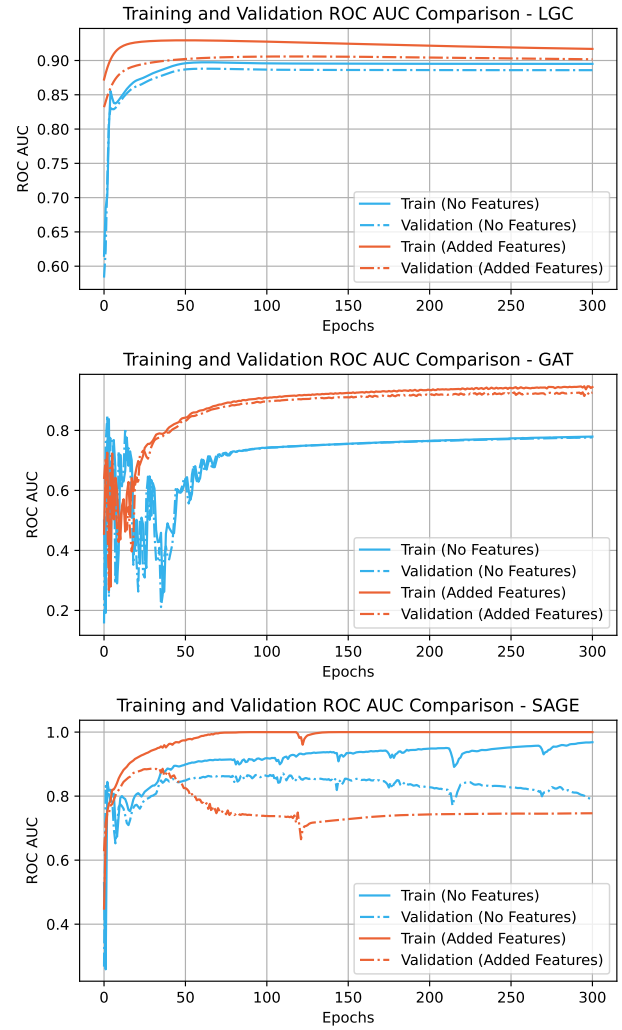 Training and Validation ROC AUC Comparison - LGC
0.90
0.85
0.80
0.75
0.70
0.65
0.60
ROC AUC
Train (No Features)
Validation (No Features)
Train (Added Features)
Validation (Added Features)
0 50 100 150 200 250 300
Epochs
Training and Validation ROC AUC Comparison - GAT
0.8
0.6
0.4
0.2
ROC AUC
Train (No Features)
Validation (No Features)
Train (Added Features)
Validation (Added Features)
0 50 100 150 200 250 300
Epochs
Training and Validation ROC AUC Comparison - SAGE
1.0
0.8
0.6
0.4
ROC AUC
Train (No Features)
Validation (No Features)
Train (Added Features)
Validation (Added Features)
0 50 100 150 200 250 300
Epochs